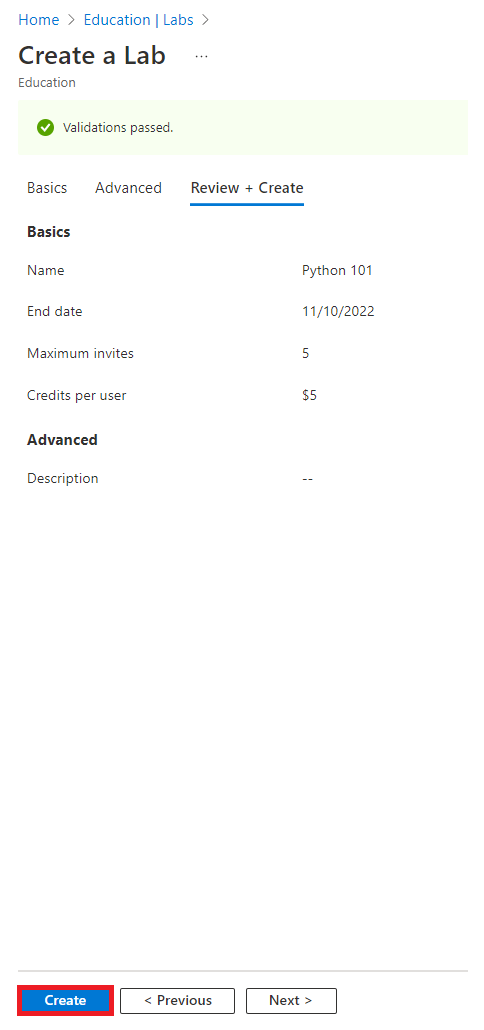 Home > Education | Labs >
Create a Lab ...
Education
Validations passed.
Basics Advanced Review + Create
Basics
Name Python 101
End date 11/10/2022
Maximum invites 5
Credits per user $5
Advanced
Description --
Create < Previous Next >